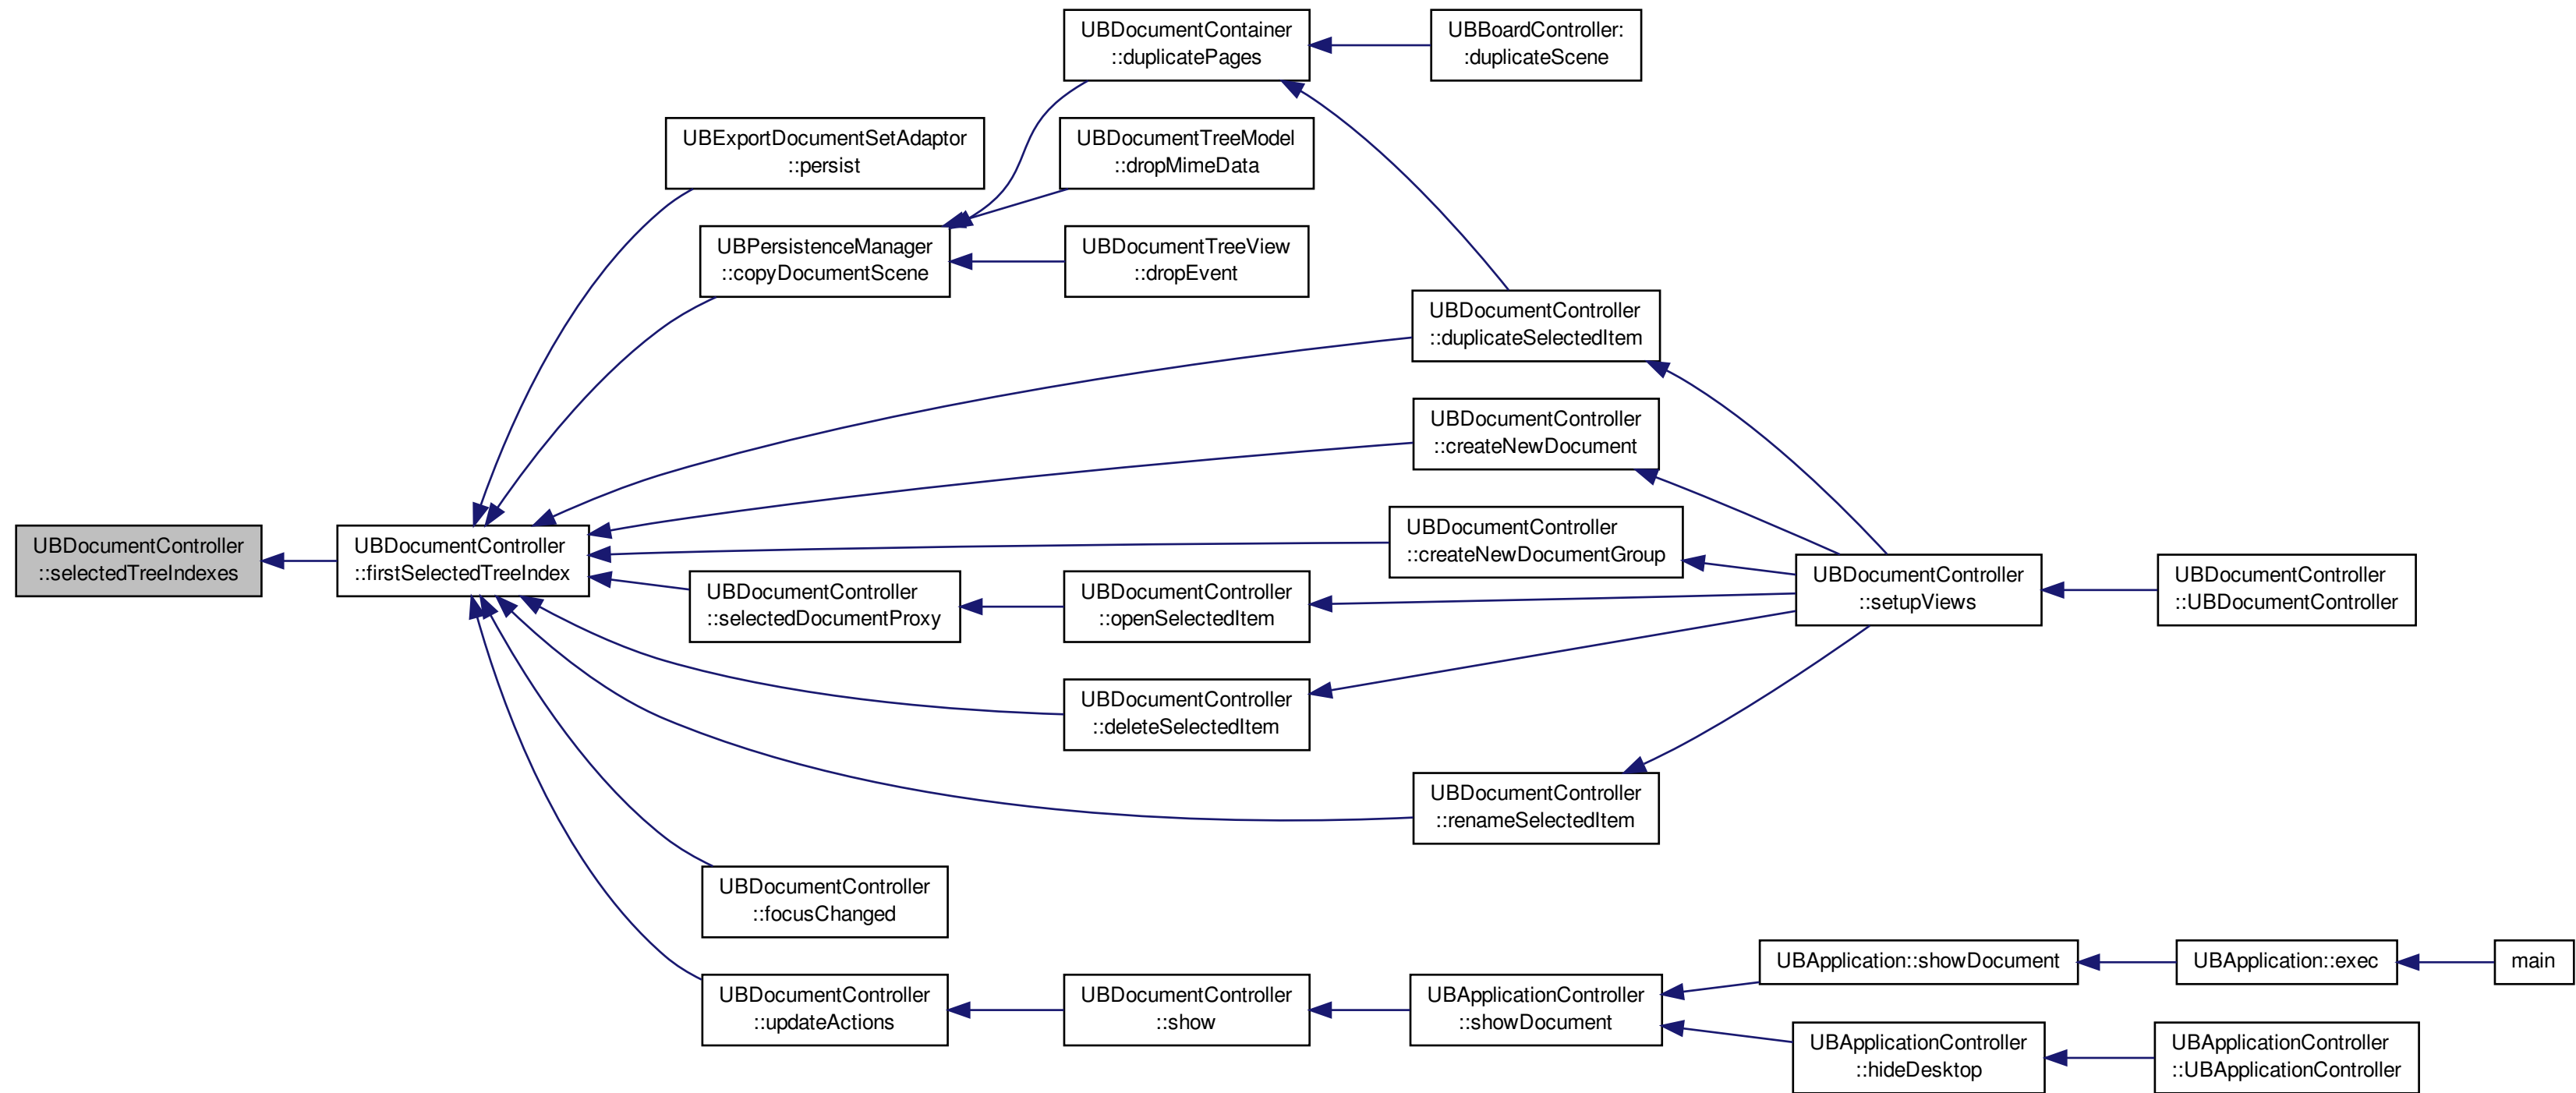 UBDocumentController
::selectedTreeIndexes
UBDocumentController
::firstSelectedTreeIndex
UBExportDocumentSetAdaptor
::persist
UBPersistenceManager
::copyDocumentScene
UBDocumentContainer
::duplicatePages
UBBoardController:
:duplicateScene
UBDocumentTreeModel
::dropMimeData
UBDocumentTreeView
::dropEvent
UBDocumentController
::duplicateSelectedItem
UBDocumentController
::createNewDocument
UBDocumentController
::createNewDocumentGroup
UBDocumentController
::selectedDocumentProxy
UBDocumentController
::openSelectedItem
UBDocumentController
::setupViews
UBDocumentController
::UBDocumentController
UBDocumentController
::deleteSelectedItem
UBDocumentController
::renameSelectedItem
UBDocumentController
::focusChanged
UBDocumentController
::updateActions
UBDocumentController
::show
UBApplicationController
::showDocument
UBApplication::showDocument
UBApplication::exec
main
UBApplicationController
::hideDesktop
UBApplicationController
::UBApplicationController